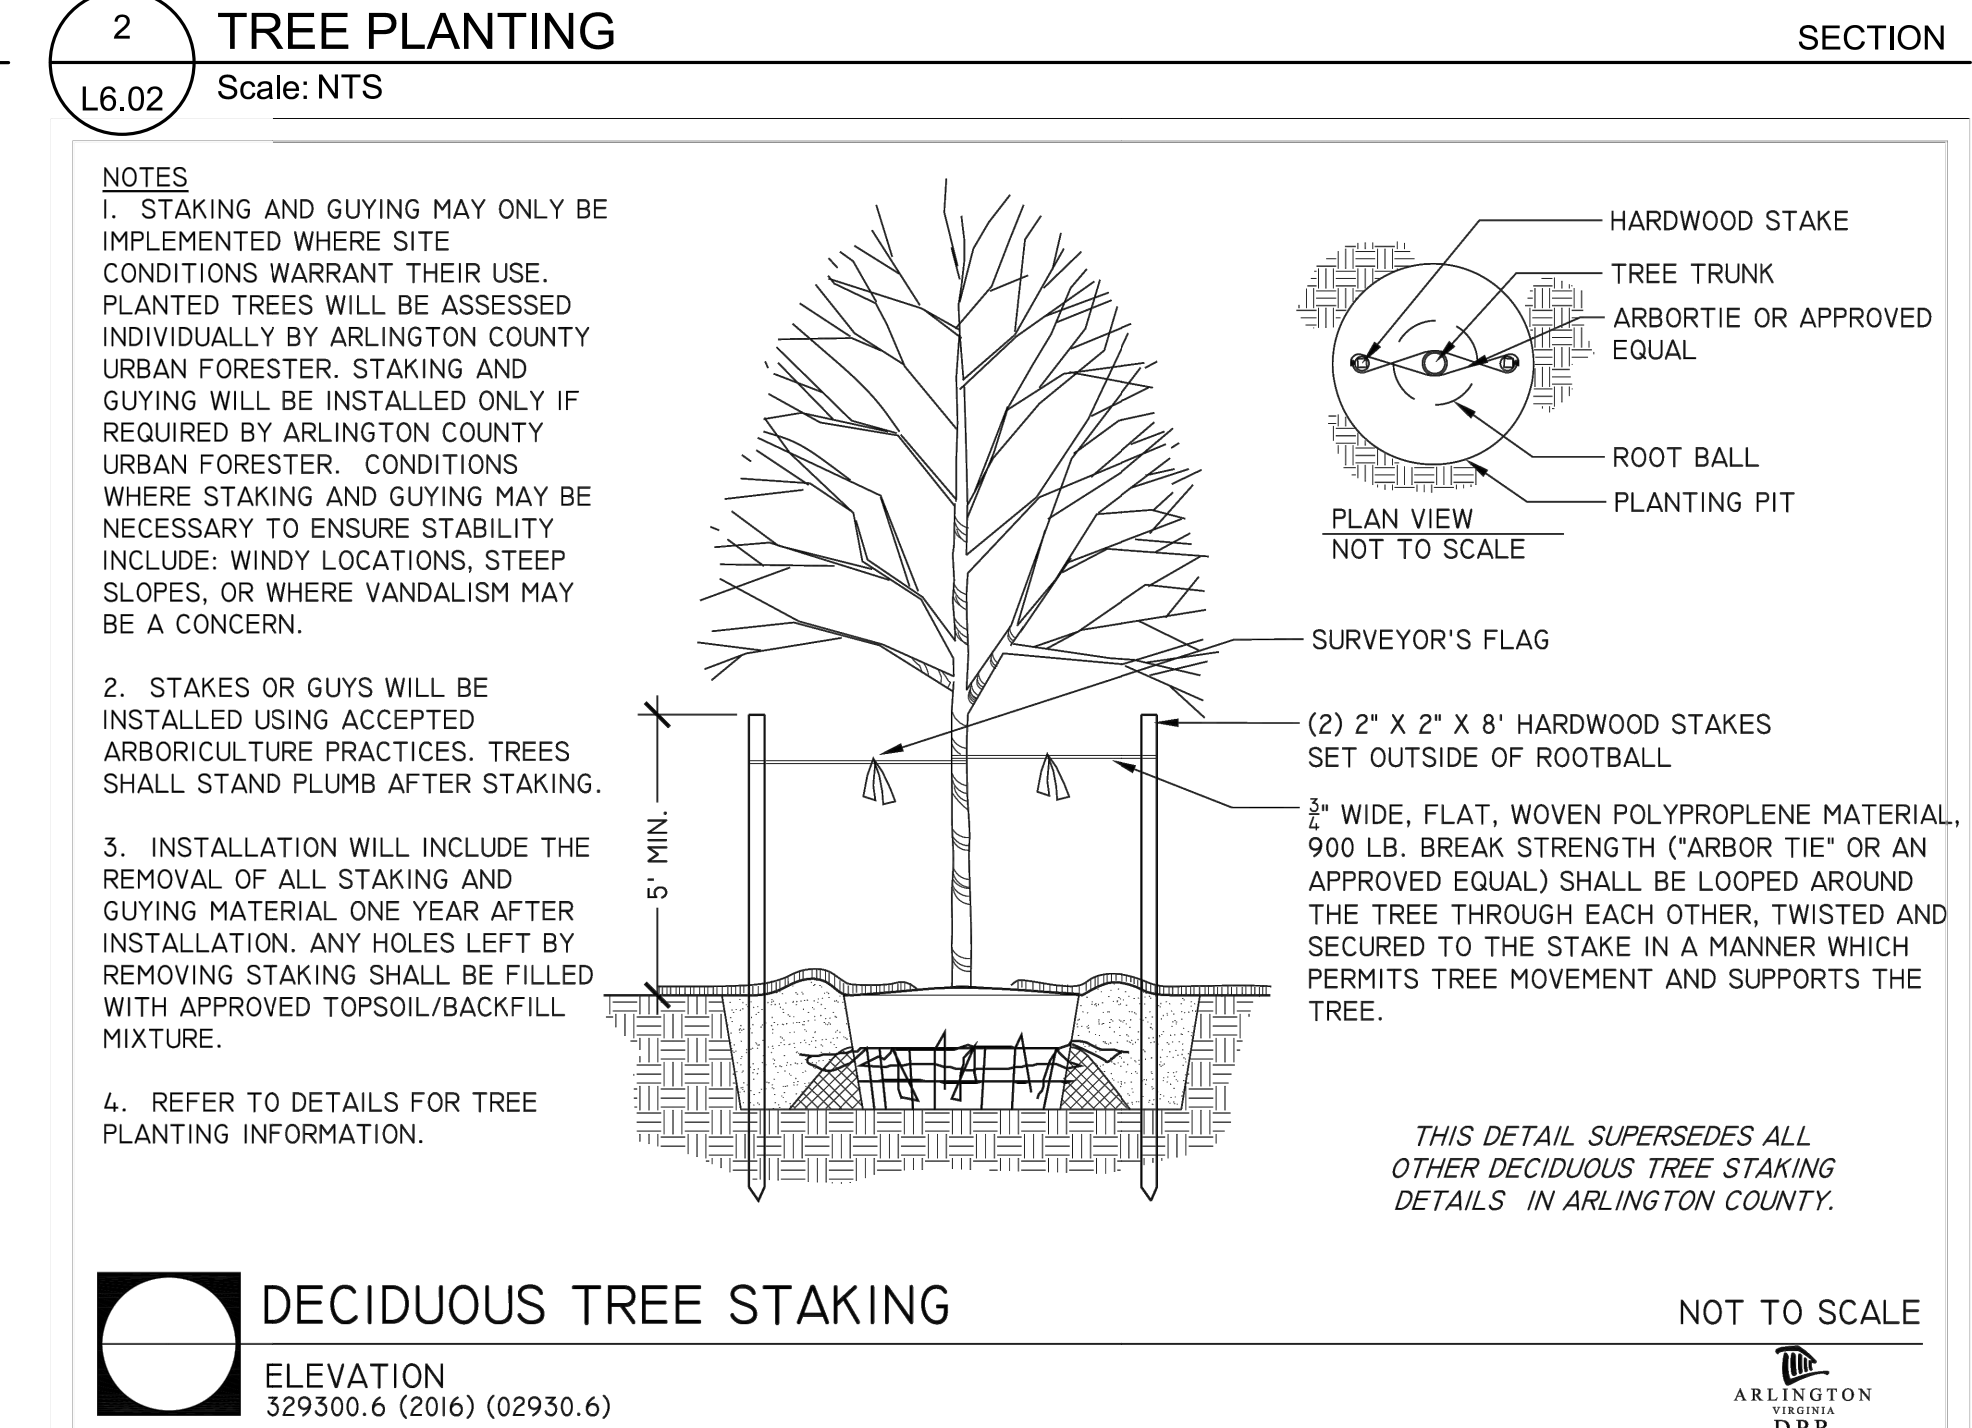 2
L6.02
TREE PLANTING
SECTION
Scale: NTS
NOTES
1. STAKING AND GUYING MAY ONLY BE
IMPLEMENTED WHERE SITE
CONDITIONS WARRANT THEIR USE.
PLANTED TREES WILL BE ASSESSED
INDIVIDUALLY BY ARLINGTON COUNTY
URBAN FORESTER. STAKING AND
GUYING WILL BE INSTALLED ONLY IF
REQUIRED BY ARLINGTON COUNTY
URBAN FORESTER. CONDITIONS
WHERE STAKING AND GUYING MAY BE
NECESSARY TO ENSURE STABILITY
INCLUDE: WINDY LOCATIONS, STEEP
SLOPES, OR WHERE VANDALISM MAY
BE A CONCERN.
2. STAKES OR GUYS WILL BE
INSTALLED USING ACCEPTED
ARBORICULTURE PRACTICES. TREES
SHALL STAND PLUMB AFTER STAKING.
3. INSTALLATION WILL INCLUDE THE
REMOVAL OF ALL STAKING AND
GUYING MATERIAL ONE YEAR AFTER
INSTALLATION. ANY HOLES LEFT BY
REMOVING STAKING SHALL BE FILLED
WITH APPROVED TOPSOIL/BACKFILL
MIXTURE.
4. REFER TO DETAILS FOR TREE
PLANTING INFORMATION.
5' MIN.
HARDWOOD STAKE
TREE TRUNK
ARBORTIE OR APPROVED
EQUAL
ROOT BALL
PLANTING PIT
PLAN VIEW
NOT TO SCALE
SURVEYOR'S FLAG
(2) 2" X 2" X 8' HARDWOOD STAKES
SET OUTSIDE OF ROOTBALL
3/4" WIDE, FLAT, WOVEN POLYPROPLENE MATERIAL,
900 LB. BREAK STRENGTH ("ARBOR TIE" OR AN
APPROVED EQUAL) SHALL BE LOOPED AROUND
THE TREE THROUGH EACH OTHER, TWISTED AND
SECURED TO THE STAKE IN A MANNER WHICH
PERMITS TREE MOVEMENT AND SUPPORTS THE
TREE.
THIS DETAIL SUPERSEDES ALL
OTHER DECIDUOUS TREE STAKING
DETAILS IN ARLINGTON COUNTY.
DECIDUOUS TREE STAKING
NOT TO SCALE
ELEVATION
329300.6 (2016) (02930.6)
ARLINGTON
VIRGINIA
DPR